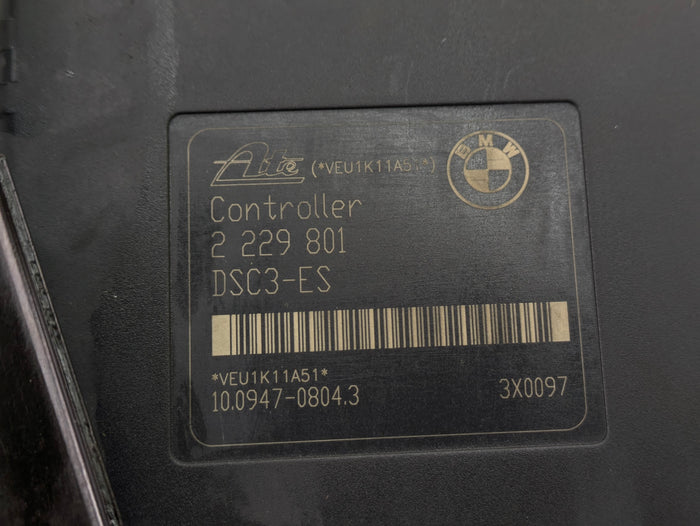 Ate (*VEU1K11A51*) BMW
Controller
2 229 801
DSC3-ES
*VEU1K11A51*
10.0947-0804.3 3X0097